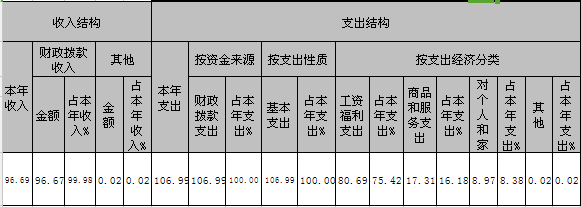 收入结构 支出结构
本年收入 财政拨款收入 其他 本年支出 按资金来源 按支出性质 按支出经济分类
金额 占本年收入% 金额 占本年收入% 财政拨款支出 占本年支出% 基本支出 占本年支出% 工资福利支出 占本年支出% 商品和服务支出 占本年支出% 对个人和家 占本年支出% 其他 占本年支出%
96.69 96.67 99.98 0.02 0.02 106.99 106.99 100.00 106.99 100.00 80.69 75.42 17.31 16.18 8.97 8.38 0.02 0.02